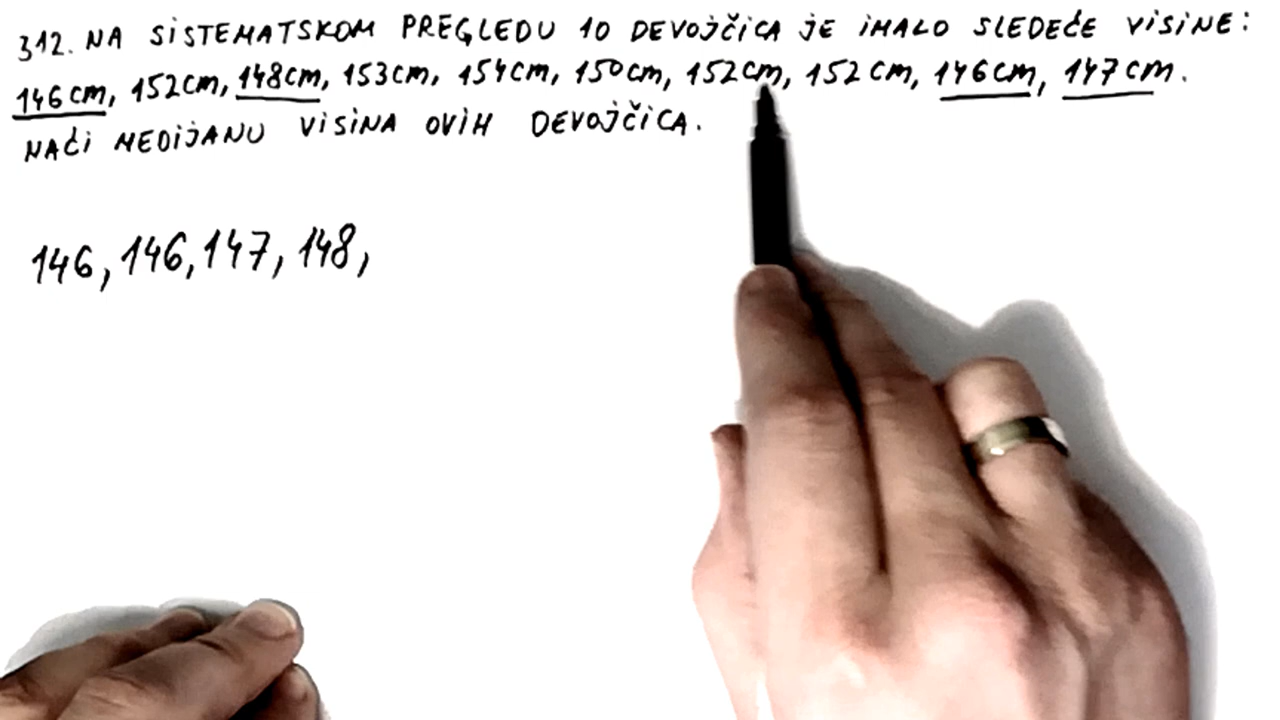 312. NA SISTEMATSKOM PREGLEDU 10 DEVOJČICA JE IMALO SLEDEĆE VISINE:
146cm, 152cm, 148cm, 153cm, 154cm, 150cm, 152cm, 152cm, 146cm, 147cm.
NAĆI MEDIJANU VISINA OVIH DEVOJČICA.
146, 146, 147, 148,